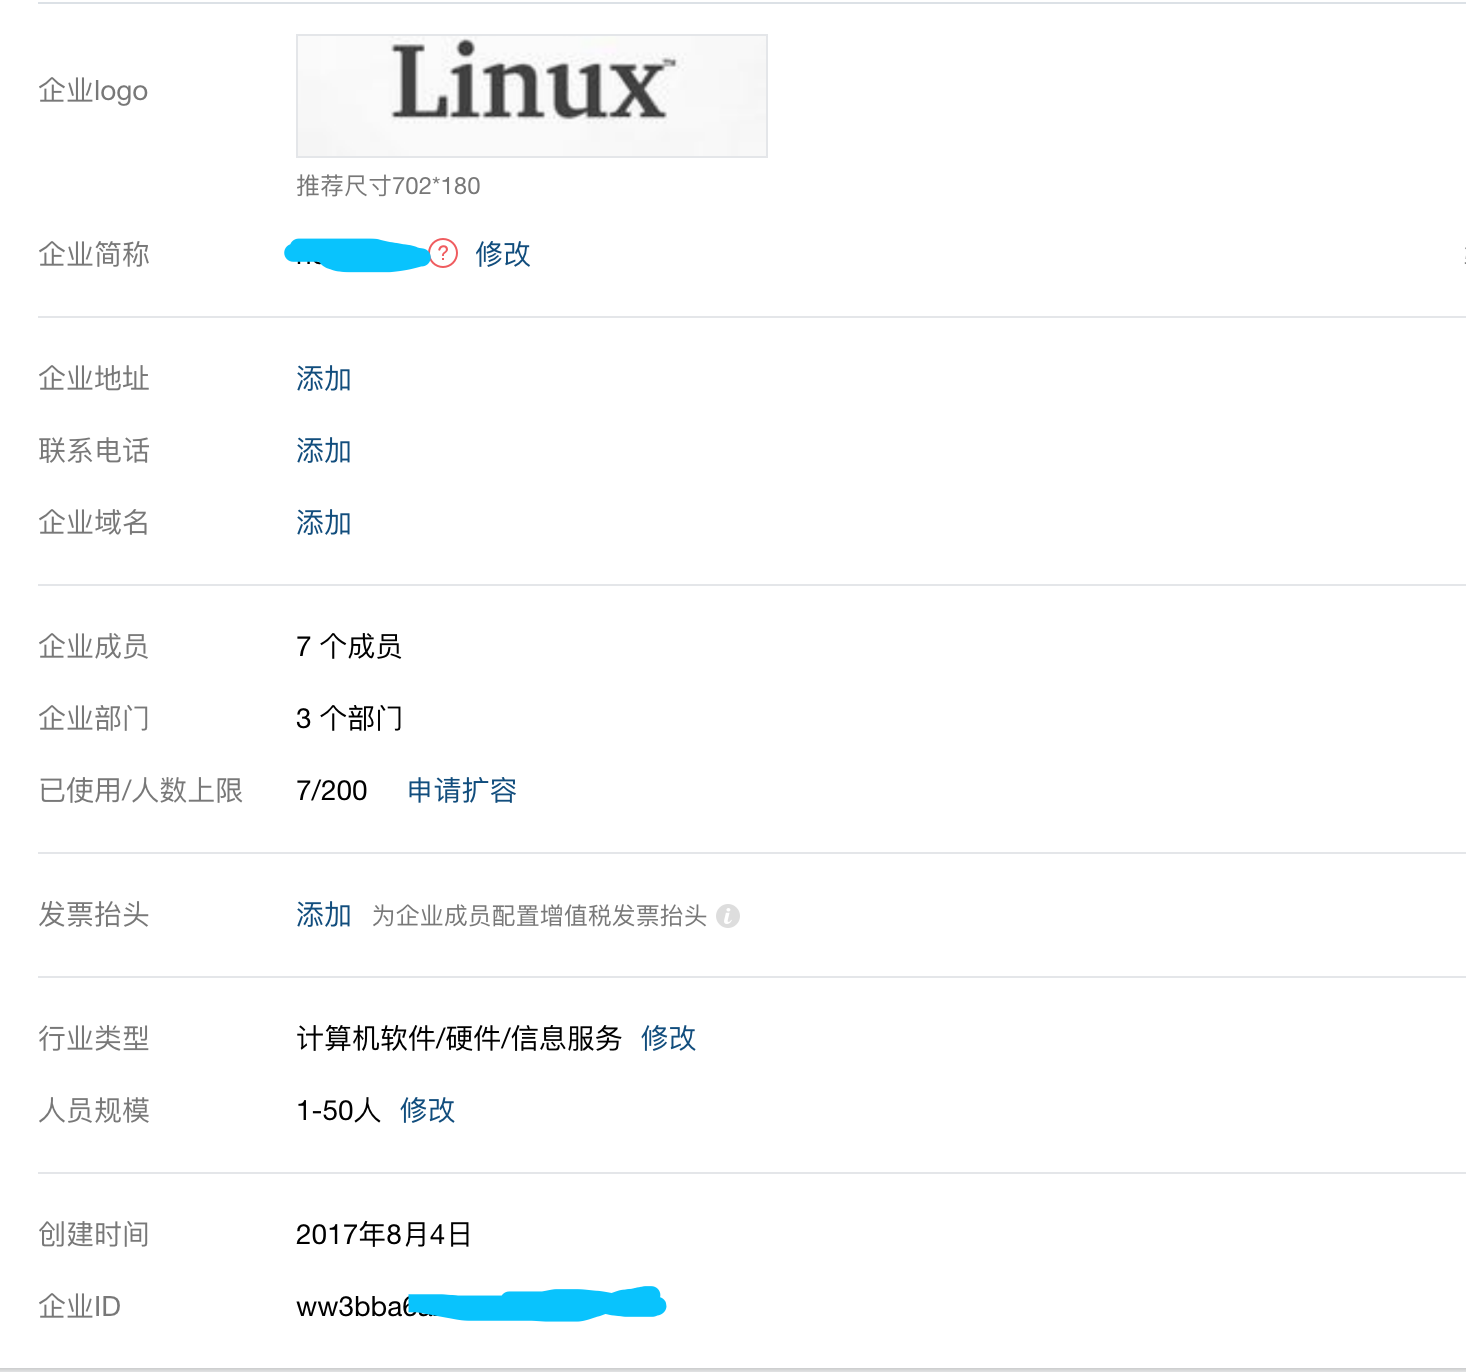 企业logo
Linux™
推荐尺寸702*180
企业简称 ? 修改
企业地址 添加
联系电话 添加
企业域名 添加
企业成员 7 个成员
企业部门 3 个部门
已使用/人数上限 7/200 申请扩容
发票抬头 添加 为企业成员配置增值税发票抬头 i
行业类型 计算机软件/硬件/信息服务 修改
人员规模 1-50人 修改
创建时间 2017年8月4日
企业ID ww3bba6